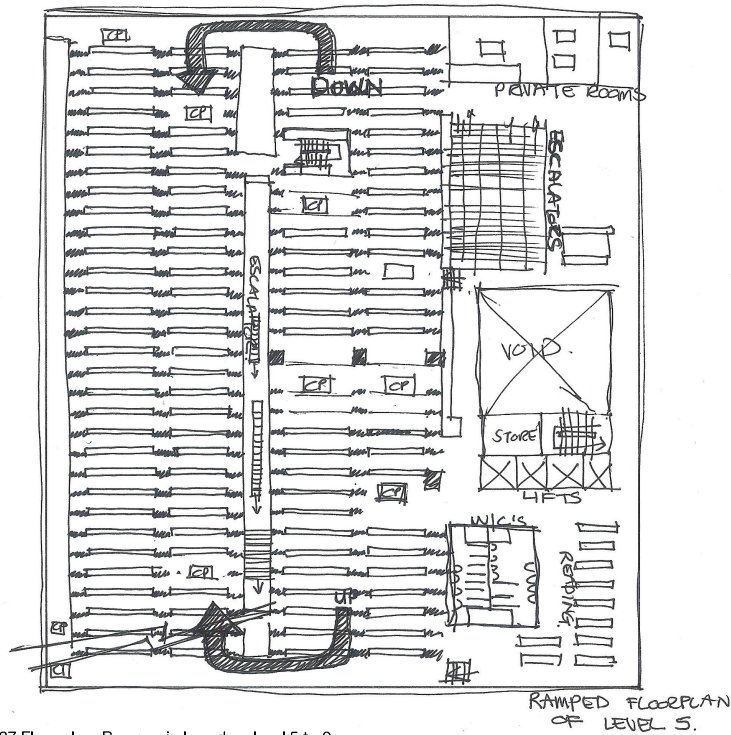 CP
DOWN
PRIVATE ROOMS
CP
ESCALATORS
CP
ESCALATOR
VOID.
CP
CP
STORE
CP
LIFTS
W/C'S
READING.
CP
UP
CP
RAMPED FLOORPLAN
OF LEVEL 5.